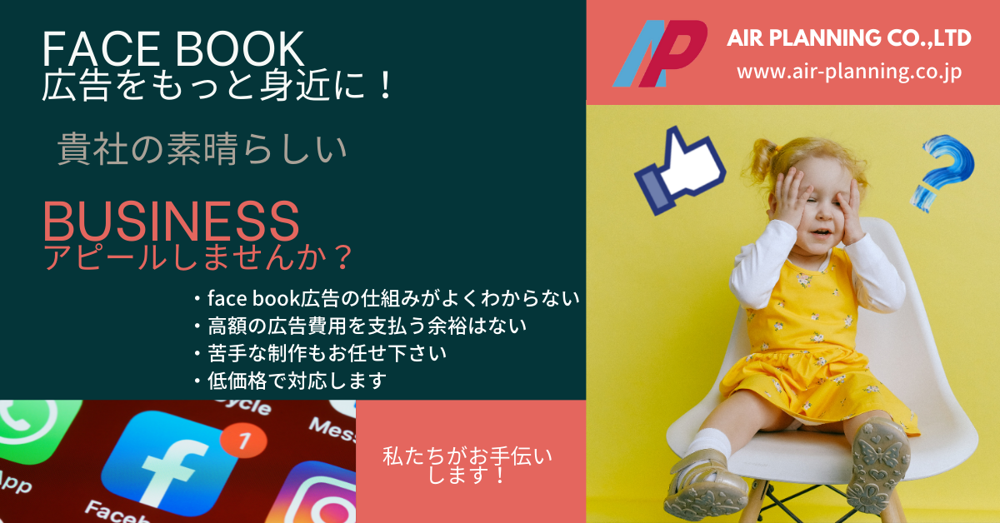 FACE BOOK
広告をもっと身近に！
貴社の素晴らしい
BUSINESS
アピールしませんか？
・face book広告の仕組みがよくわからない
・高額の広告費用を支払う余裕はない
・苦手な制作もお任せ下さい
・低価格で対応します
AP
AIR PLANNING CO.,LTD
www.air-planning.co.jp
?
ycle
Mess
1
f
App
Faceb
私たちがお手伝い
します！